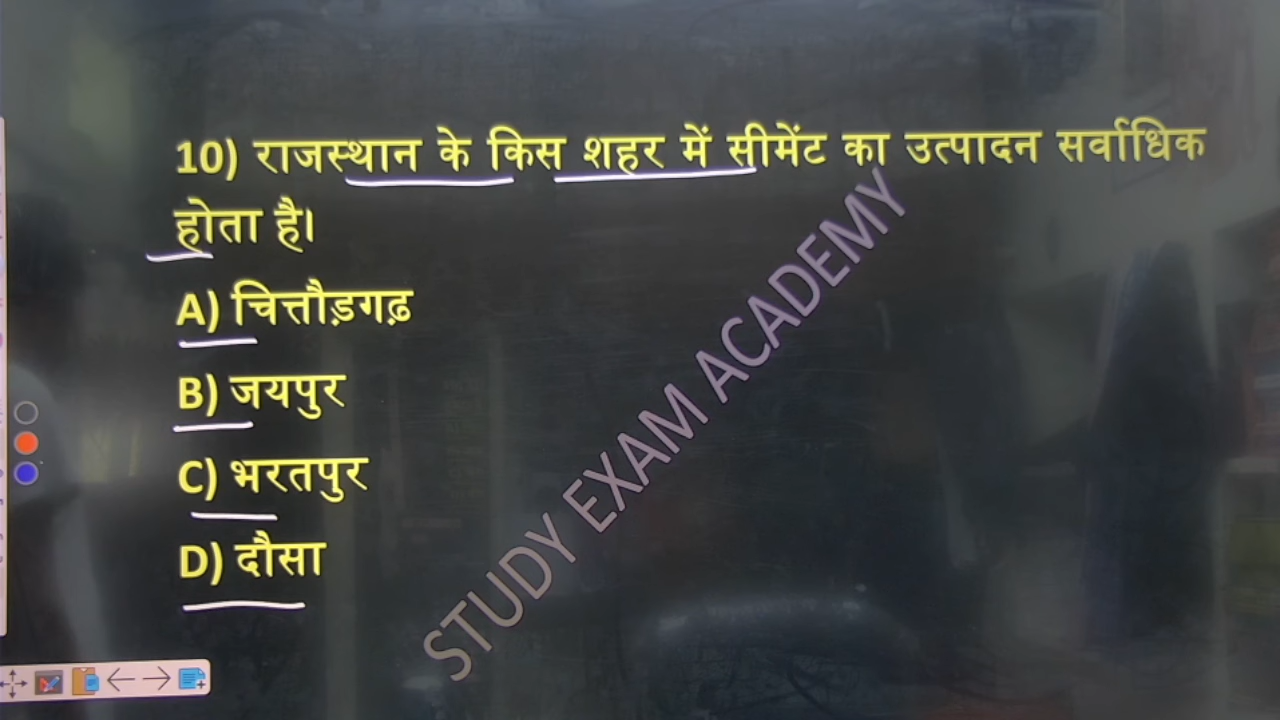 10) राजस्थान के किस शहर में सीमेंट का उत्पादन सर्वाधिक
होता है।
A) चित्तौड़गढ़
B) जयपुर
C) भरतपुर
D) दौसा
STUDY EXAM ACADEMY